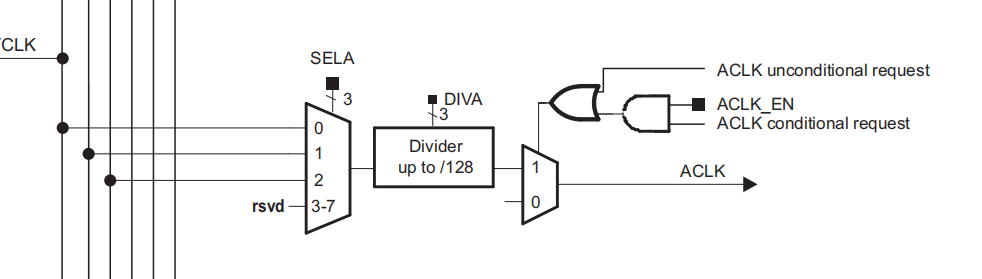 CLK
SELA
3
0
1
2
rsvd 3-7
DIVA
3
Divider
up to /128
ACLK unconditional request
ACLK_EN
ACLK conditional request
1
0
ACLK